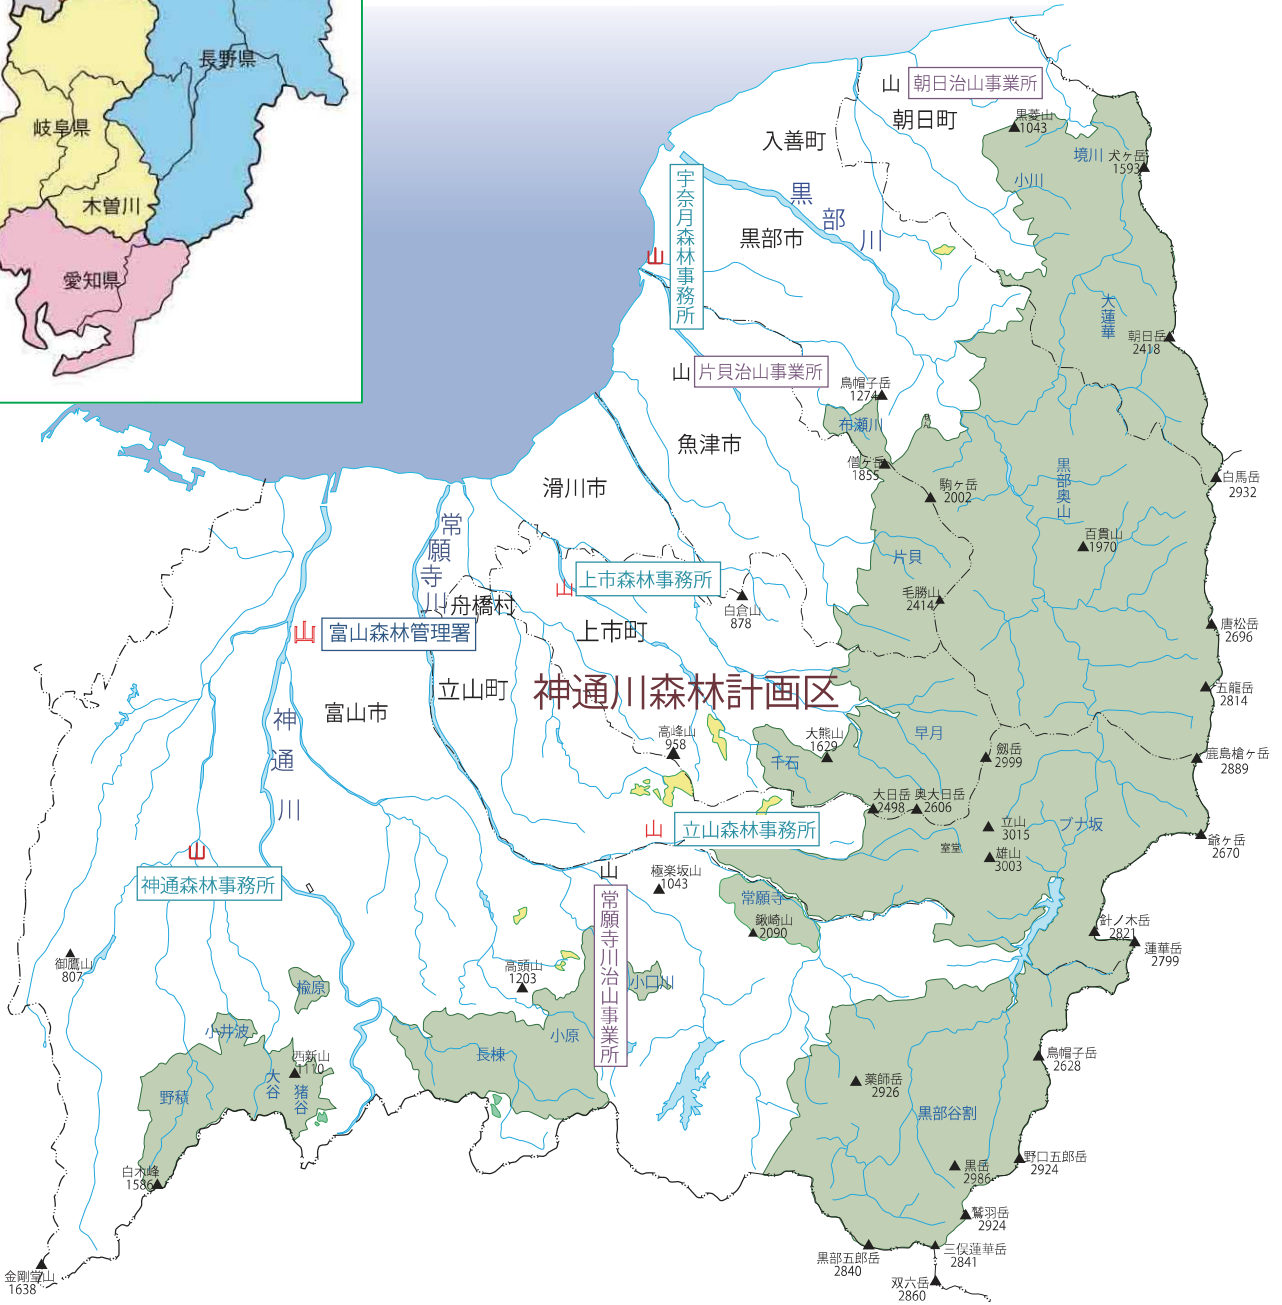 長野県
岐阜県
木曽川
愛知県
山
朝日治山事業所
朝日町
黒菱山
1043
境川
犬ヶ岳
1593
小川
入善町
黒部川
宇奈月森林事務所
山
黒部市
大蓮華
朝日岳
2418
山
片貝治山事業所
烏帽子岳
1274
布瀬川
魚津市
僧ヶ岳
1855
駒ヶ岳
2002
黒部奥山
白馬岳
2932
滑川市
百貫山
1970
片貝
毛勝山
2414
常願寺川
山
上市森林事務所
白倉山
878
舟橋村
唐松岳
2696
山
富山森林管理署
上市町
立山町
神通川森林計画区
五龍岳
2814
富山市
神通川
高峰山
958
大熊山
1629
早月
千石
劔岳
2999
鹿島槍ヶ岳
2889
大日岳
2498
奥大日岳
2606
立山
3015
ブナ坂
山
立山森林事務所
室堂
雄山
3003
爺ヶ岳
2670
山
神通森林事務所
山
常願寺川治山事業所
極楽坂山
1043
常願寺
鍬崎山
2090
針ノ木岳
2821
蓮華岳
2799
御鷹山
807
高頭山
1203
小口川
楡原
小井波
小原
長棟
西新山
1110
大谷
猪谷
野積
烏帽子岳
2628
薬師岳
2926
黒部谷割
白木峰
1586
黒岳
2986
野口五郎岳
2924
鷲羽岳
2924
金剛堂山
1638
黒部五郎岳
2840
三俣蓮華岳
2841
双六岳
2860